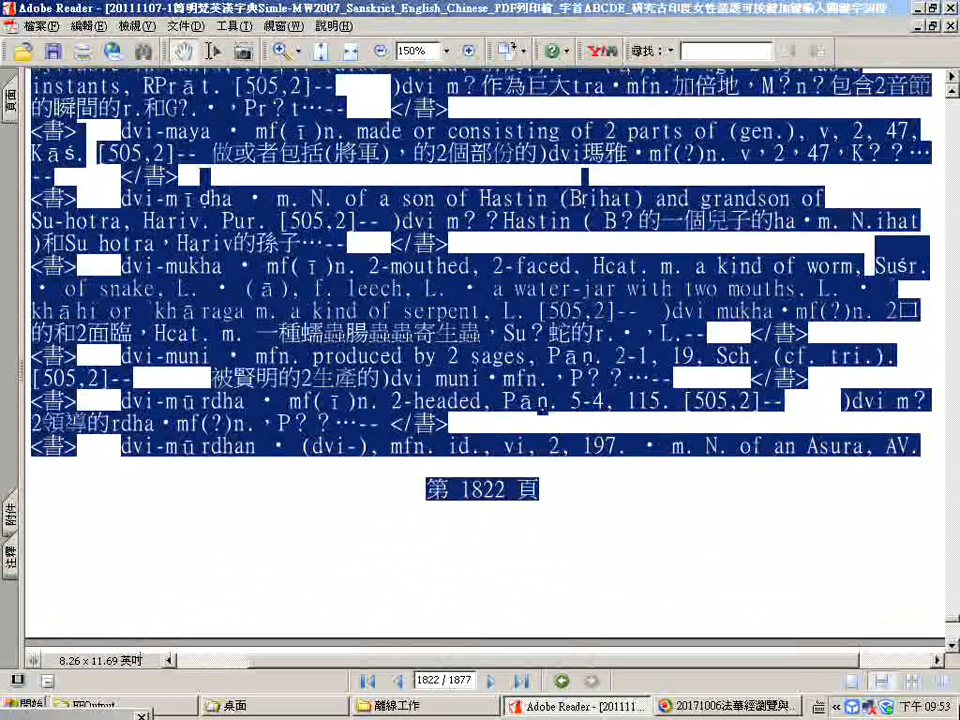 Adobe Reader - [20111107-1簡明梵英漢字典Simle-MW2007_Sanskrit_English_Chinese_PDF列印檔_字首ABCDE_研究古印度女性議題可按
檔案(F) 編輯(E) 檢視(V) 文件(D) 工具(T) 視窗(W) 說明(H)
150% 尋找:
頁面
instants, RPrāt. [505,2]-- )dvi m?作為巨大tra・mfn.加倍地，M?n?包含2音節
的瞬間的r.和G?.・, Pr?t…-- </書>
<書> dvi-maya ・ mf(ī)n. made or consisting of 2 parts of (gen.), v, 2, 47,
Kāś. [505,2]-- 做或者包括(將軍)，的2個部份的)dvi瑪雅・mf(?)n. v，2，47，K??…
-- </書>
<書> dvi-mīḍha ・ m. N. of a son of Hastin (Bṛihat) and grandson of
Su-hotra, Hariv. Pur. [505,2]-- )dvi m??Hastin ( B?的一個兒子的ha・m. N.ihat
)和Su hotra，Hariv的孫子…-- </書>
<書> dvi-mukha ・ mf(ī)n. 2-mouthed, 2-faced. Hcat. m. a kind of worm, Suśr.
・ of snake, L. ・ (ā), f. leech, L. ・ a water-jar with two mouths. L. ・
khāhi or khāraga m. a kind of serpent, L. [505,2]-- )dvi mukha・mf(?)n. 2口
的和2面臨，Hcat. m. 一種蠕蟲腸蟲蟲寄生蟲，Su?蛇的r.・，L.-- </書>
<書> dvi-muni ・ mfn. produced by 2 sages, Pāṇ. 2-1, 19, Sch. (cf. tri.).
[505,2]-- 被賢明的2生產的)dvi muni・mfn.，P??…-- </書>
<書> dvi-mūrdha ・ mf(ī)n. 2-headed, Pāṇ. 5-4, 115. [505,2]-- )dvi m?
2領導的rdha・mf(?)n.，P??…-- </書>
<書> dvi-mūrdhan ・ (dvi-), mfn. id., vi, 2, 197. ・ m. N. of an Asura, AV.
第 1822 頁
附件
注釋
8.26 x 11.69 英吋
1822 / 1877
開始 FFOutput 桌面 離線工作 Adobe Reader - [201111... 20171006法華經瀏覽與... 下午 09:53